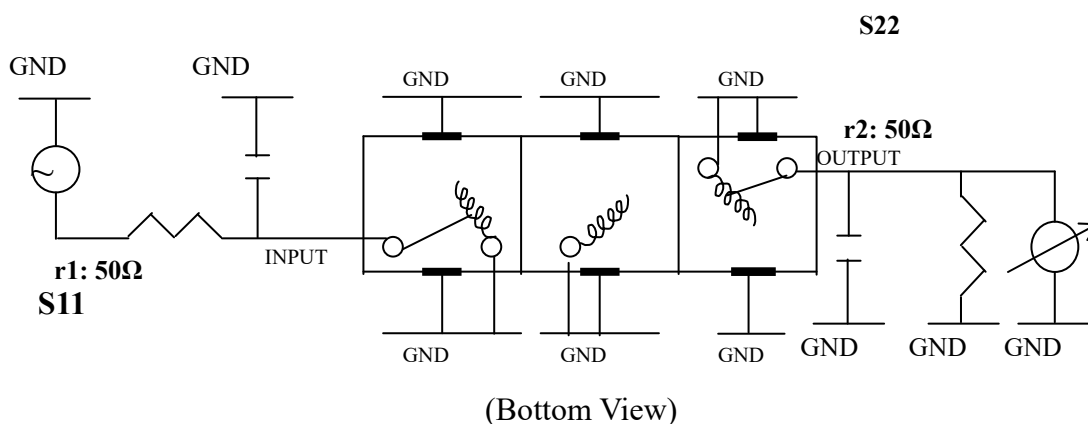 S22
GND
GND
GND
GND
GND
r2: 50Ω
OUTPUT
INPUT
r1: 50Ω
S11
GND
GND
GND
GND
GND
GND
(Bottom View)